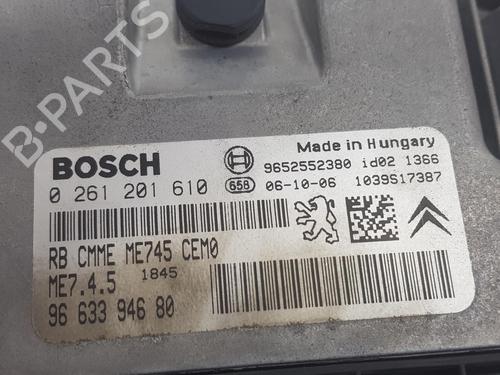 B-PARTS
BOSCH
Made in Hungary
9652552380 id02 1366
0 261 201 610 658 06-10-06 1039S17387
RB CMME ME745 CEM0
ME7.4.5 1845
96 633 946 80